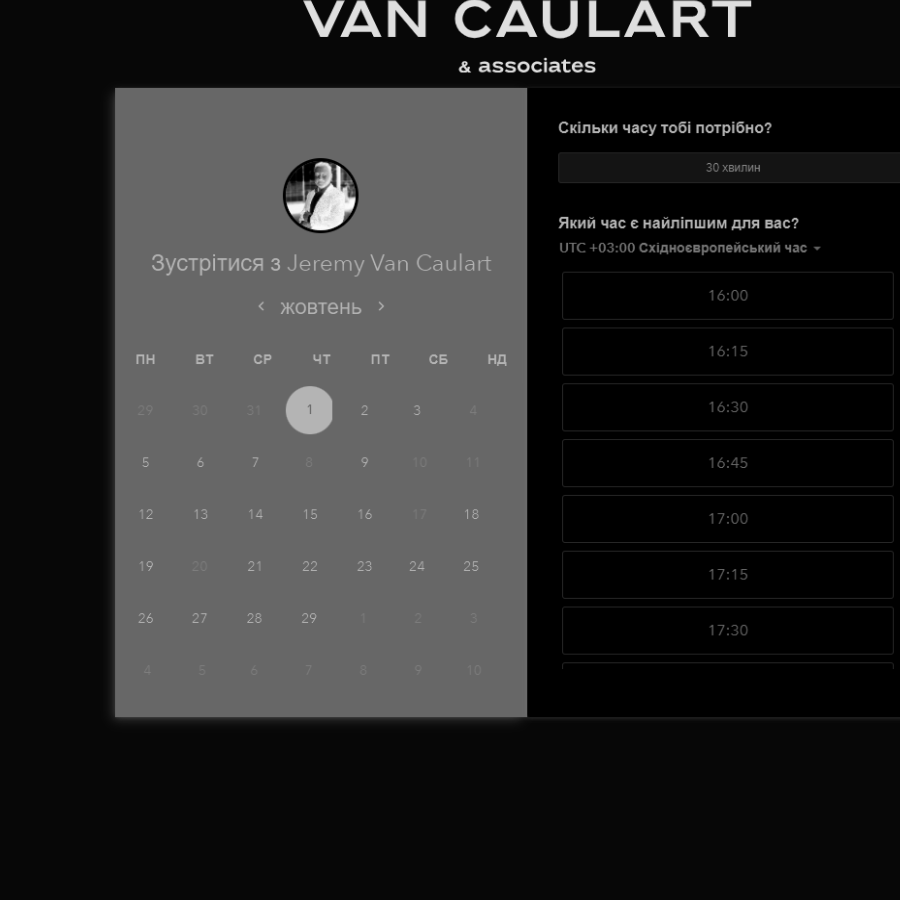 VAN CAULART
& associates
Зустрітися з Jeremy Van Caulart
жовтень
ПН ВТ СР ЧТ ПТ СБ НД
29 30 31 1 2 3 4
5 6 7 8 9 10 11
12 13 14 15 16 17 18
19 20 21 22 23 24 25
26 27 28 29 1 2 3
4 5 6 7 8 9 10
Скільки часу тобі потрібно?
30 хвилин
Який час є найліпшим для вас?
UTC +03:00 Східноєвропейський час
16:00
16:15
16:30
16:45
17:00
17:15
17:30